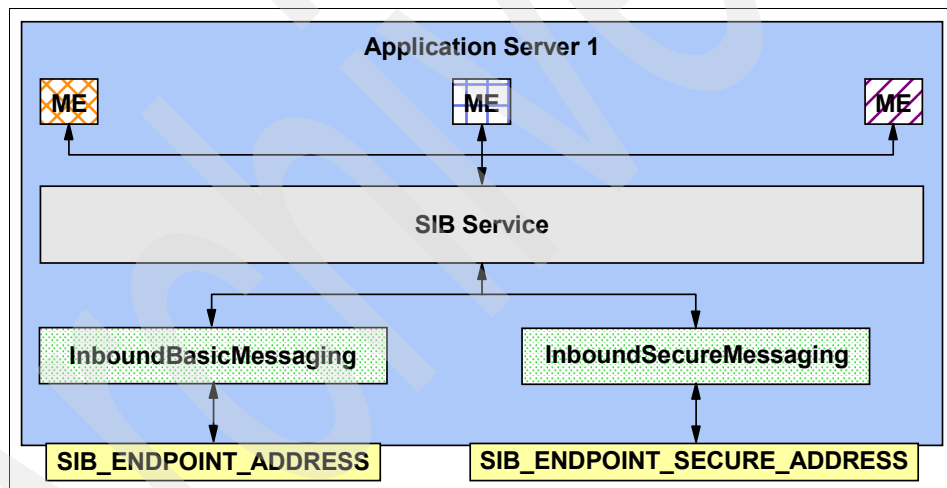 Application Server 1
ME
ME
ME
SIB Service
InboundBasicMessaging
InboundSecureMessaging
SIB_ENDPOINT_ADDRESS
SIB_ENDPOINT_SECURE_ADDRESS